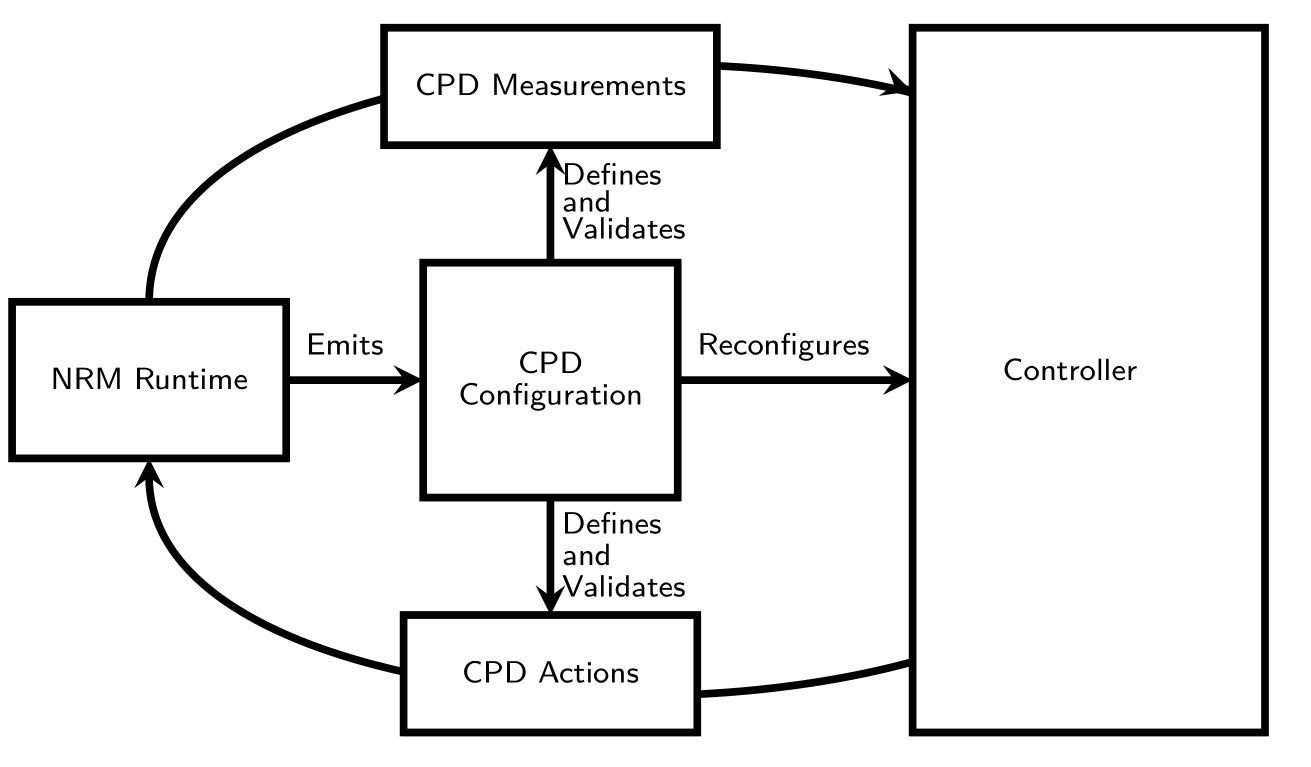 CPD Measurements
Defines
and
Validates
Emits
Reconfigures
NRM Runtime
CPD
Configuration
Controller
Defines
and
Validates
CPD Actions